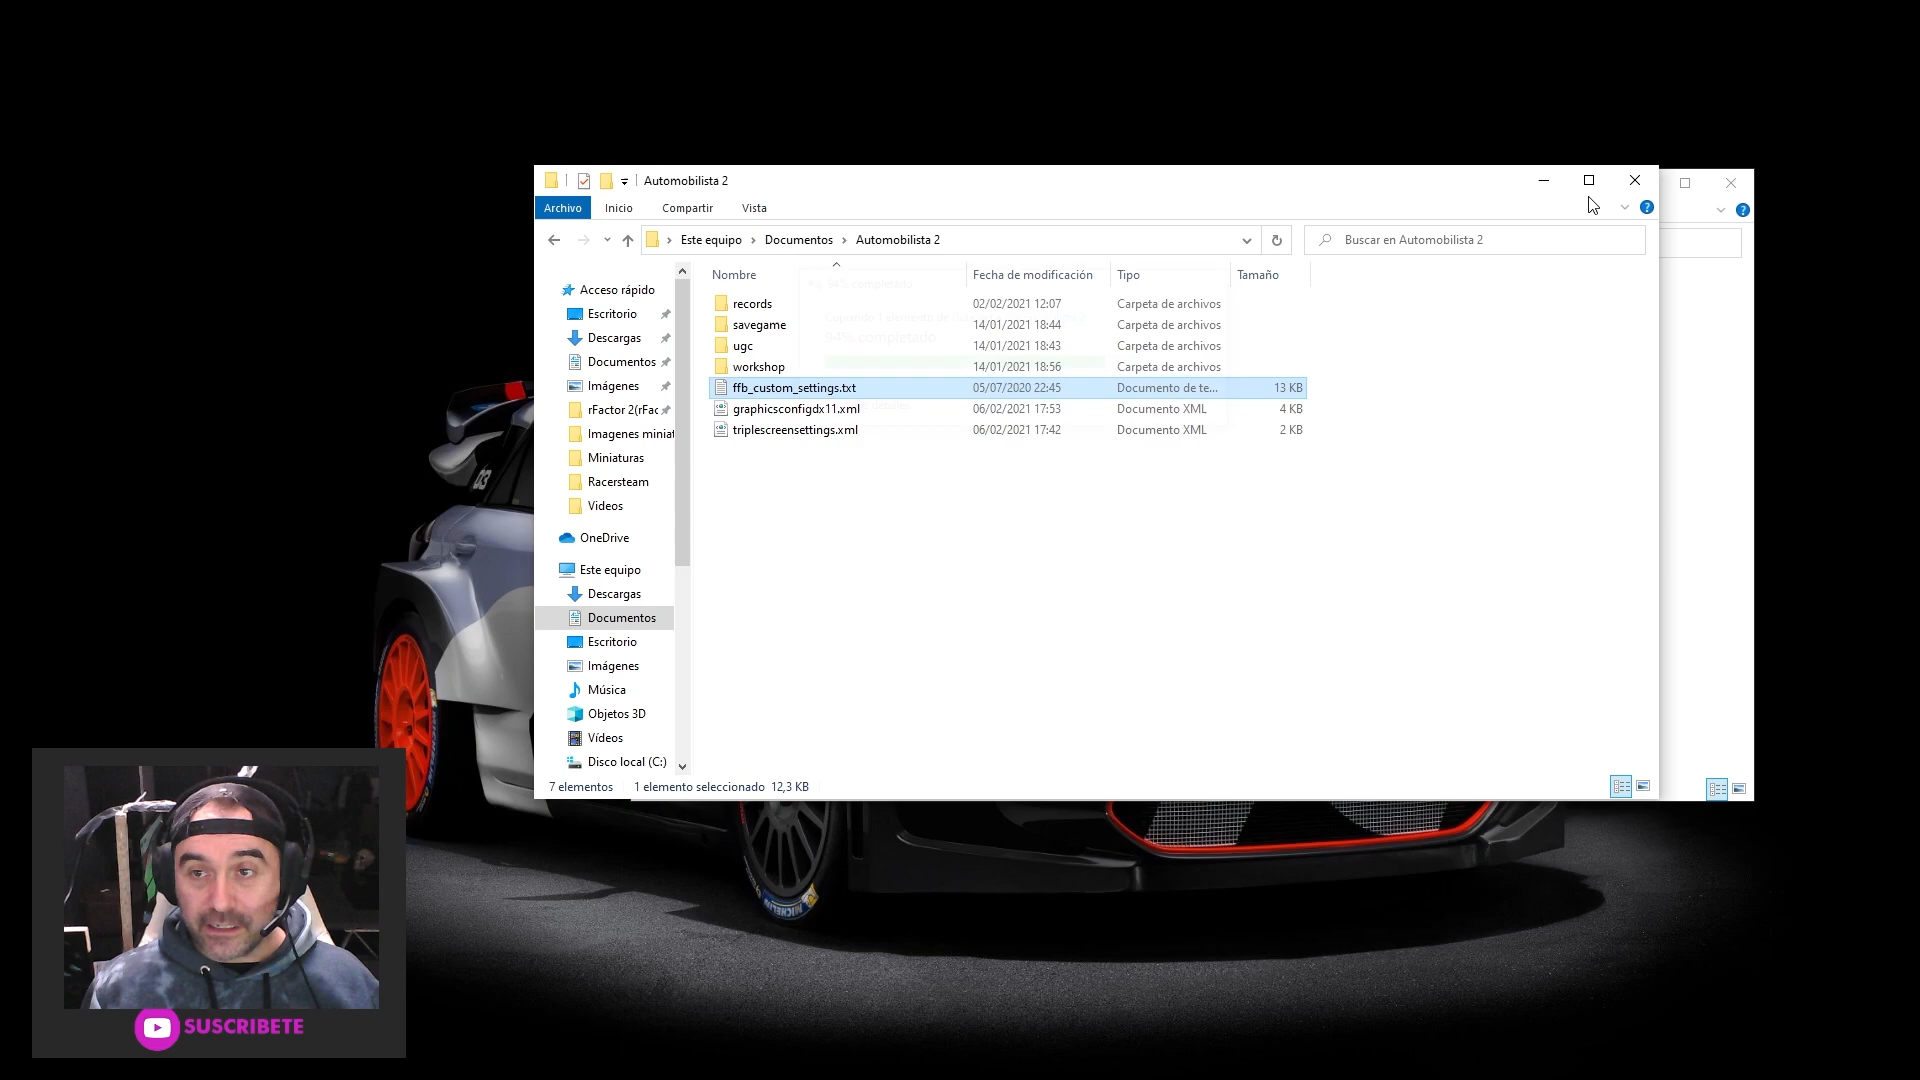 Automobilista 2
Archivo Inicio Compartir Vista
Este equipo Documentos Automobilista 2 Buscar en Automobilista 2
Nombre Fecha de modificación Tipo Tamaño
records 02/02/2021 12:07 Carpeta de archivos
savegame 14/01/2021 18:44 Carpeta de archivos
ugc 14/01/2021 18:43 Carpeta de archivos
workshop 14/01/2021 18:56 Carpeta de archivos
ffb_custom_settings.txt 05/07/2020 22:45 Documento de te... 13 KB
graphicsconfigdx11.xml 06/02/2021 17:53 Documento XML 4 KB
triplescreensettings.xml 06/02/2021 17:42 Documento XML 2 KB
94% completado
94% completado
Acceso rápido
Escritorio
Descargas
Documentos
Imágenes
rFactor 2(rFac
Imagenes miniat
Miniaturas
Racersteam
Videos
OneDrive
Este equipo
Descargas
Documentos
Escritorio
Imágenes
Música
Objetos 3D
Vídeos
Disco local (C:)
7 elementos 1 elemento seleccionado 12,3 KB
03
MICHELIN
SUSCRIBETE